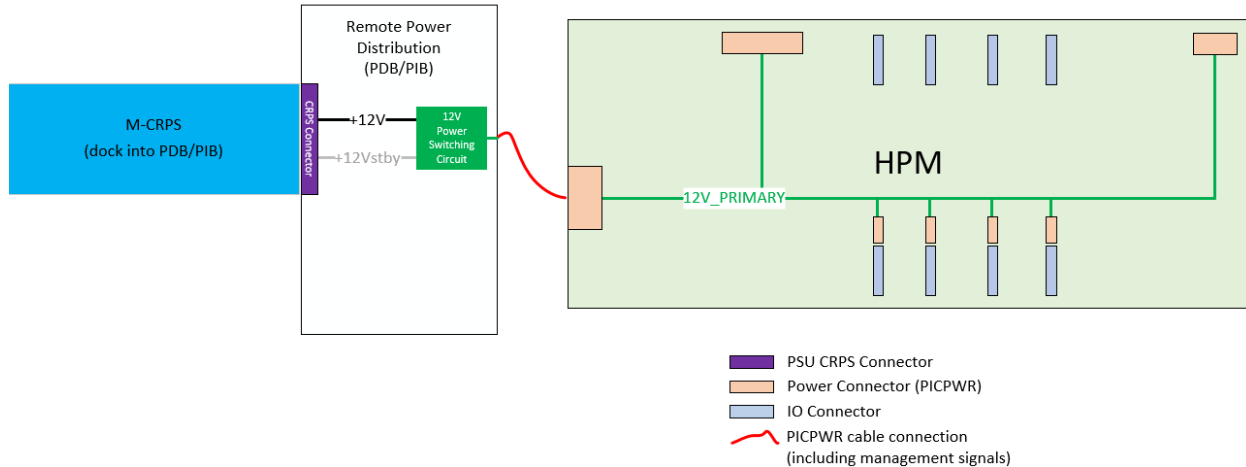 Remote Power
Distribution
(PDB/PIB)
M-CRPS
(dock into PDB/PIB)
CRPS Connector
+12V
+12Vstby
12V
Power
Switching
Circuit
12V_PRIMARY
HPM
PSU CRPS Connector
Power Connector (PICPWR)
IO Connector
PICPWR cable connection
(including management signals)